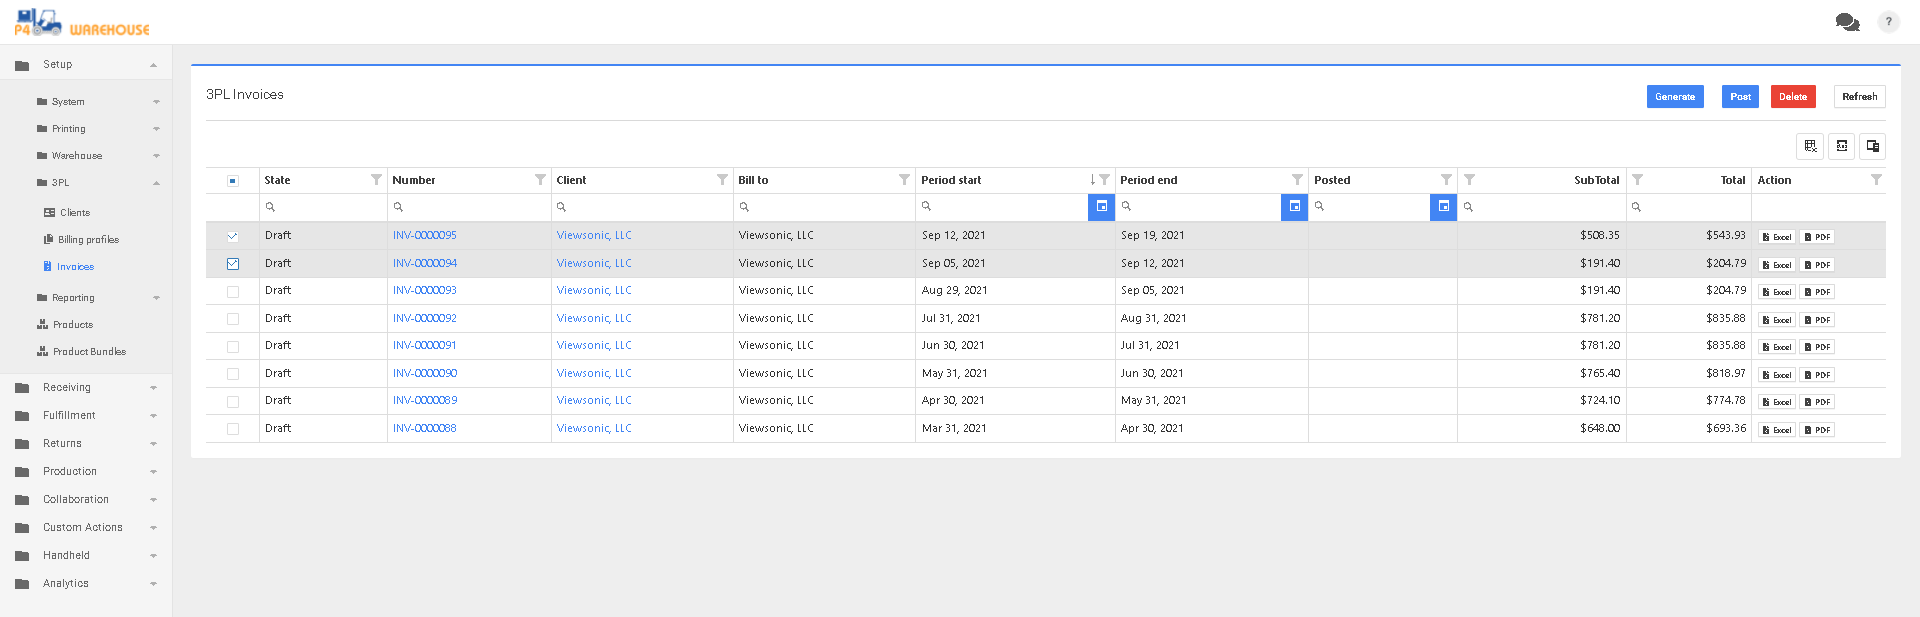 P4 WAREHOUSE
?
Setup
System
Printing
Warehouse
3PL
Clients
Billing profiles
Invoices
Reporting
Products
Product Bundles
Receiving
Fulfillment
Returns
Production
Collaboration
Custom Actions
Handheld
Analytics
3PL Invoices
Generate Post Delete Refresh
State Number Client Bill to Period start Period end Posted SubTotal Total Action
Draft INV-0000095 Viewsonic, LLC Viewsonic, LLC Sep 12, 2021 Sep 19, 2021 $508.35 $543.93 Excel PDF
Draft INV-0000094 Viewsonic, LLC Viewsonic, LLC Sep 05, 2021 Sep 12, 2021 $191.40 $204.79 Excel PDF
Draft INV-0000093 Viewsonic, LLC Viewsonic, LLC Aug 29, 2021 Sep 05, 2021 $191.40 $204.79 Excel PDF
Draft INV-0000092 Viewsonic, LLC Viewsonic, LLC Jul 31, 2021 Aug 31, 2021 $781.20 $835.88 Excel PDF
Draft INV-0000091 Viewsonic, LLC Viewsonic, LLC Jun 30, 2021 Jul 31, 2021 $781.20 $835.88 Excel PDF
Draft INV-0000090 Viewsonic, LLC Viewsonic, LLC May 31, 2021 Jun 30, 2021 $765.40 $818.97 Excel PDF
Draft INV-0000089 Viewsonic, LLC Viewsonic, LLC Apr 30, 2021 May 31, 2021 $724.10 $774.78 Excel PDF
Draft INV-0000088 Viewsonic, LLC Viewsonic, LLC Mar 31, 2021 Apr 30, 2021 $648.00 $693.36 Excel PDF